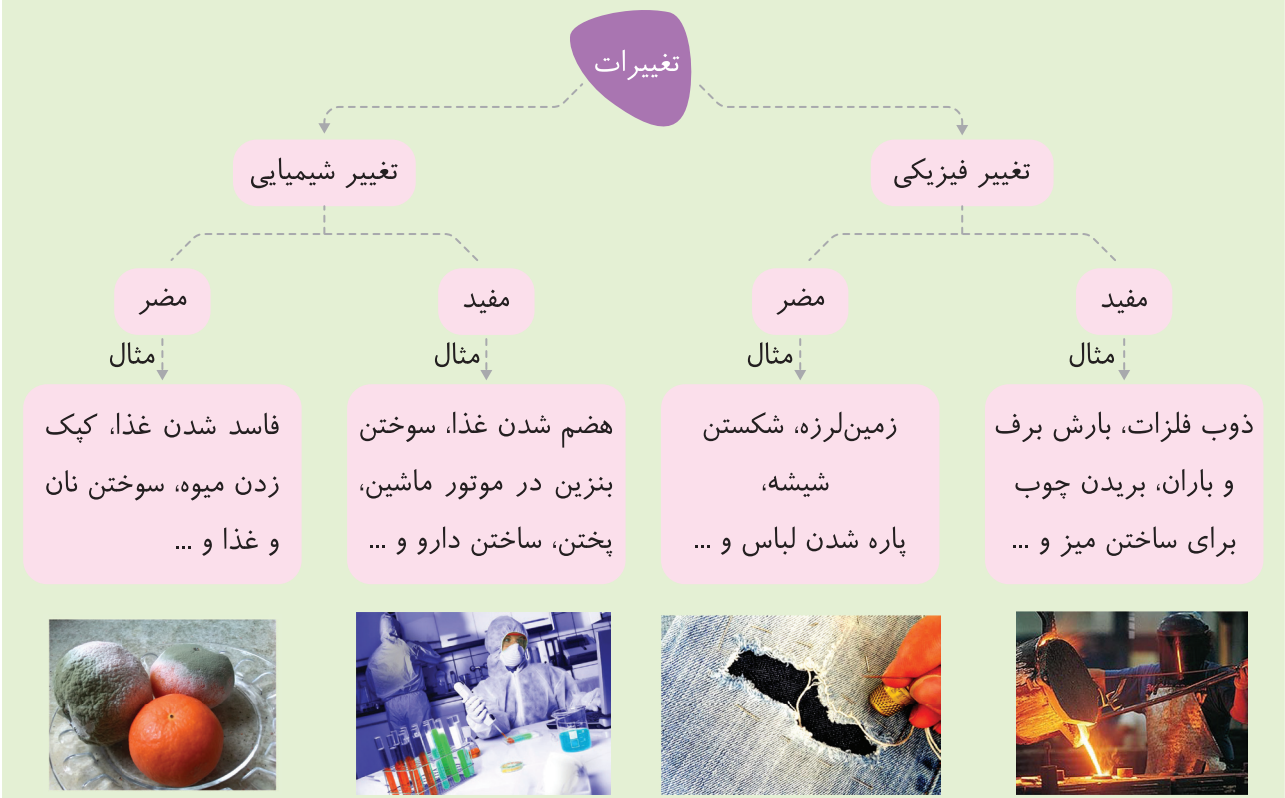 تغییرات
تغییر فیزیکی
تغییر شیمیایی
مفید
مضر
مفید
مضر
مثال
مثال
مثال
مثال
ذوب فلزات، بارش برف
و باران، بریدن چوب
برای ساختن میز و ...
زمین‌لرزه، شکستن
شیشه،
پاره شدن لباس و ...
هضم شدن غذا، سوختن
بنزین در موتور ماشین،
پختن، ساختن دارو و ...
فاسد شدن غذا، کپک
زدن میوه، سوختن نان
و غذا و ...